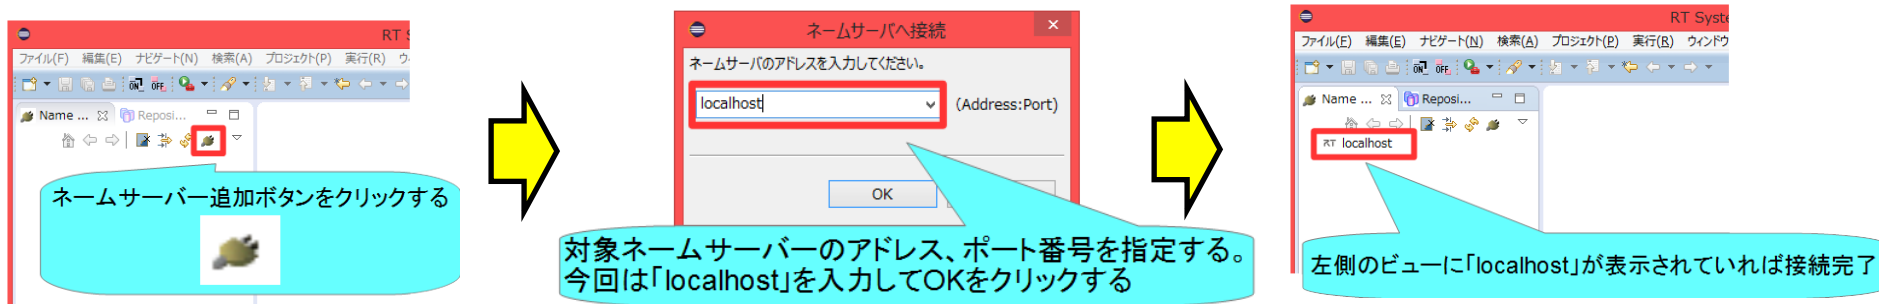 RT S
ファイル(F) 編集(E) ナビゲート(N) 検索(A) プロジェクト(P) 実行(R)
Name ... Reposi...
ネームサーバー追加ボタンをクリックする
ネームサーバへ接続
ネームサーバのアドレスを入力してください。
localhost (Address:Port)
OK
対象ネームサーバーのアドレス、ポート番号を指定する。
今回は「localhost」を入力してOKをクリックする
RT Syste
ファイル(F) 編集(E) ナビゲート(N) 検索(A) プロジェクト(P) 実行(R) ウィンドウ
Name ... Reposi...
RT localhost
左側のビューに「localhost」が表示されていれば接続完了